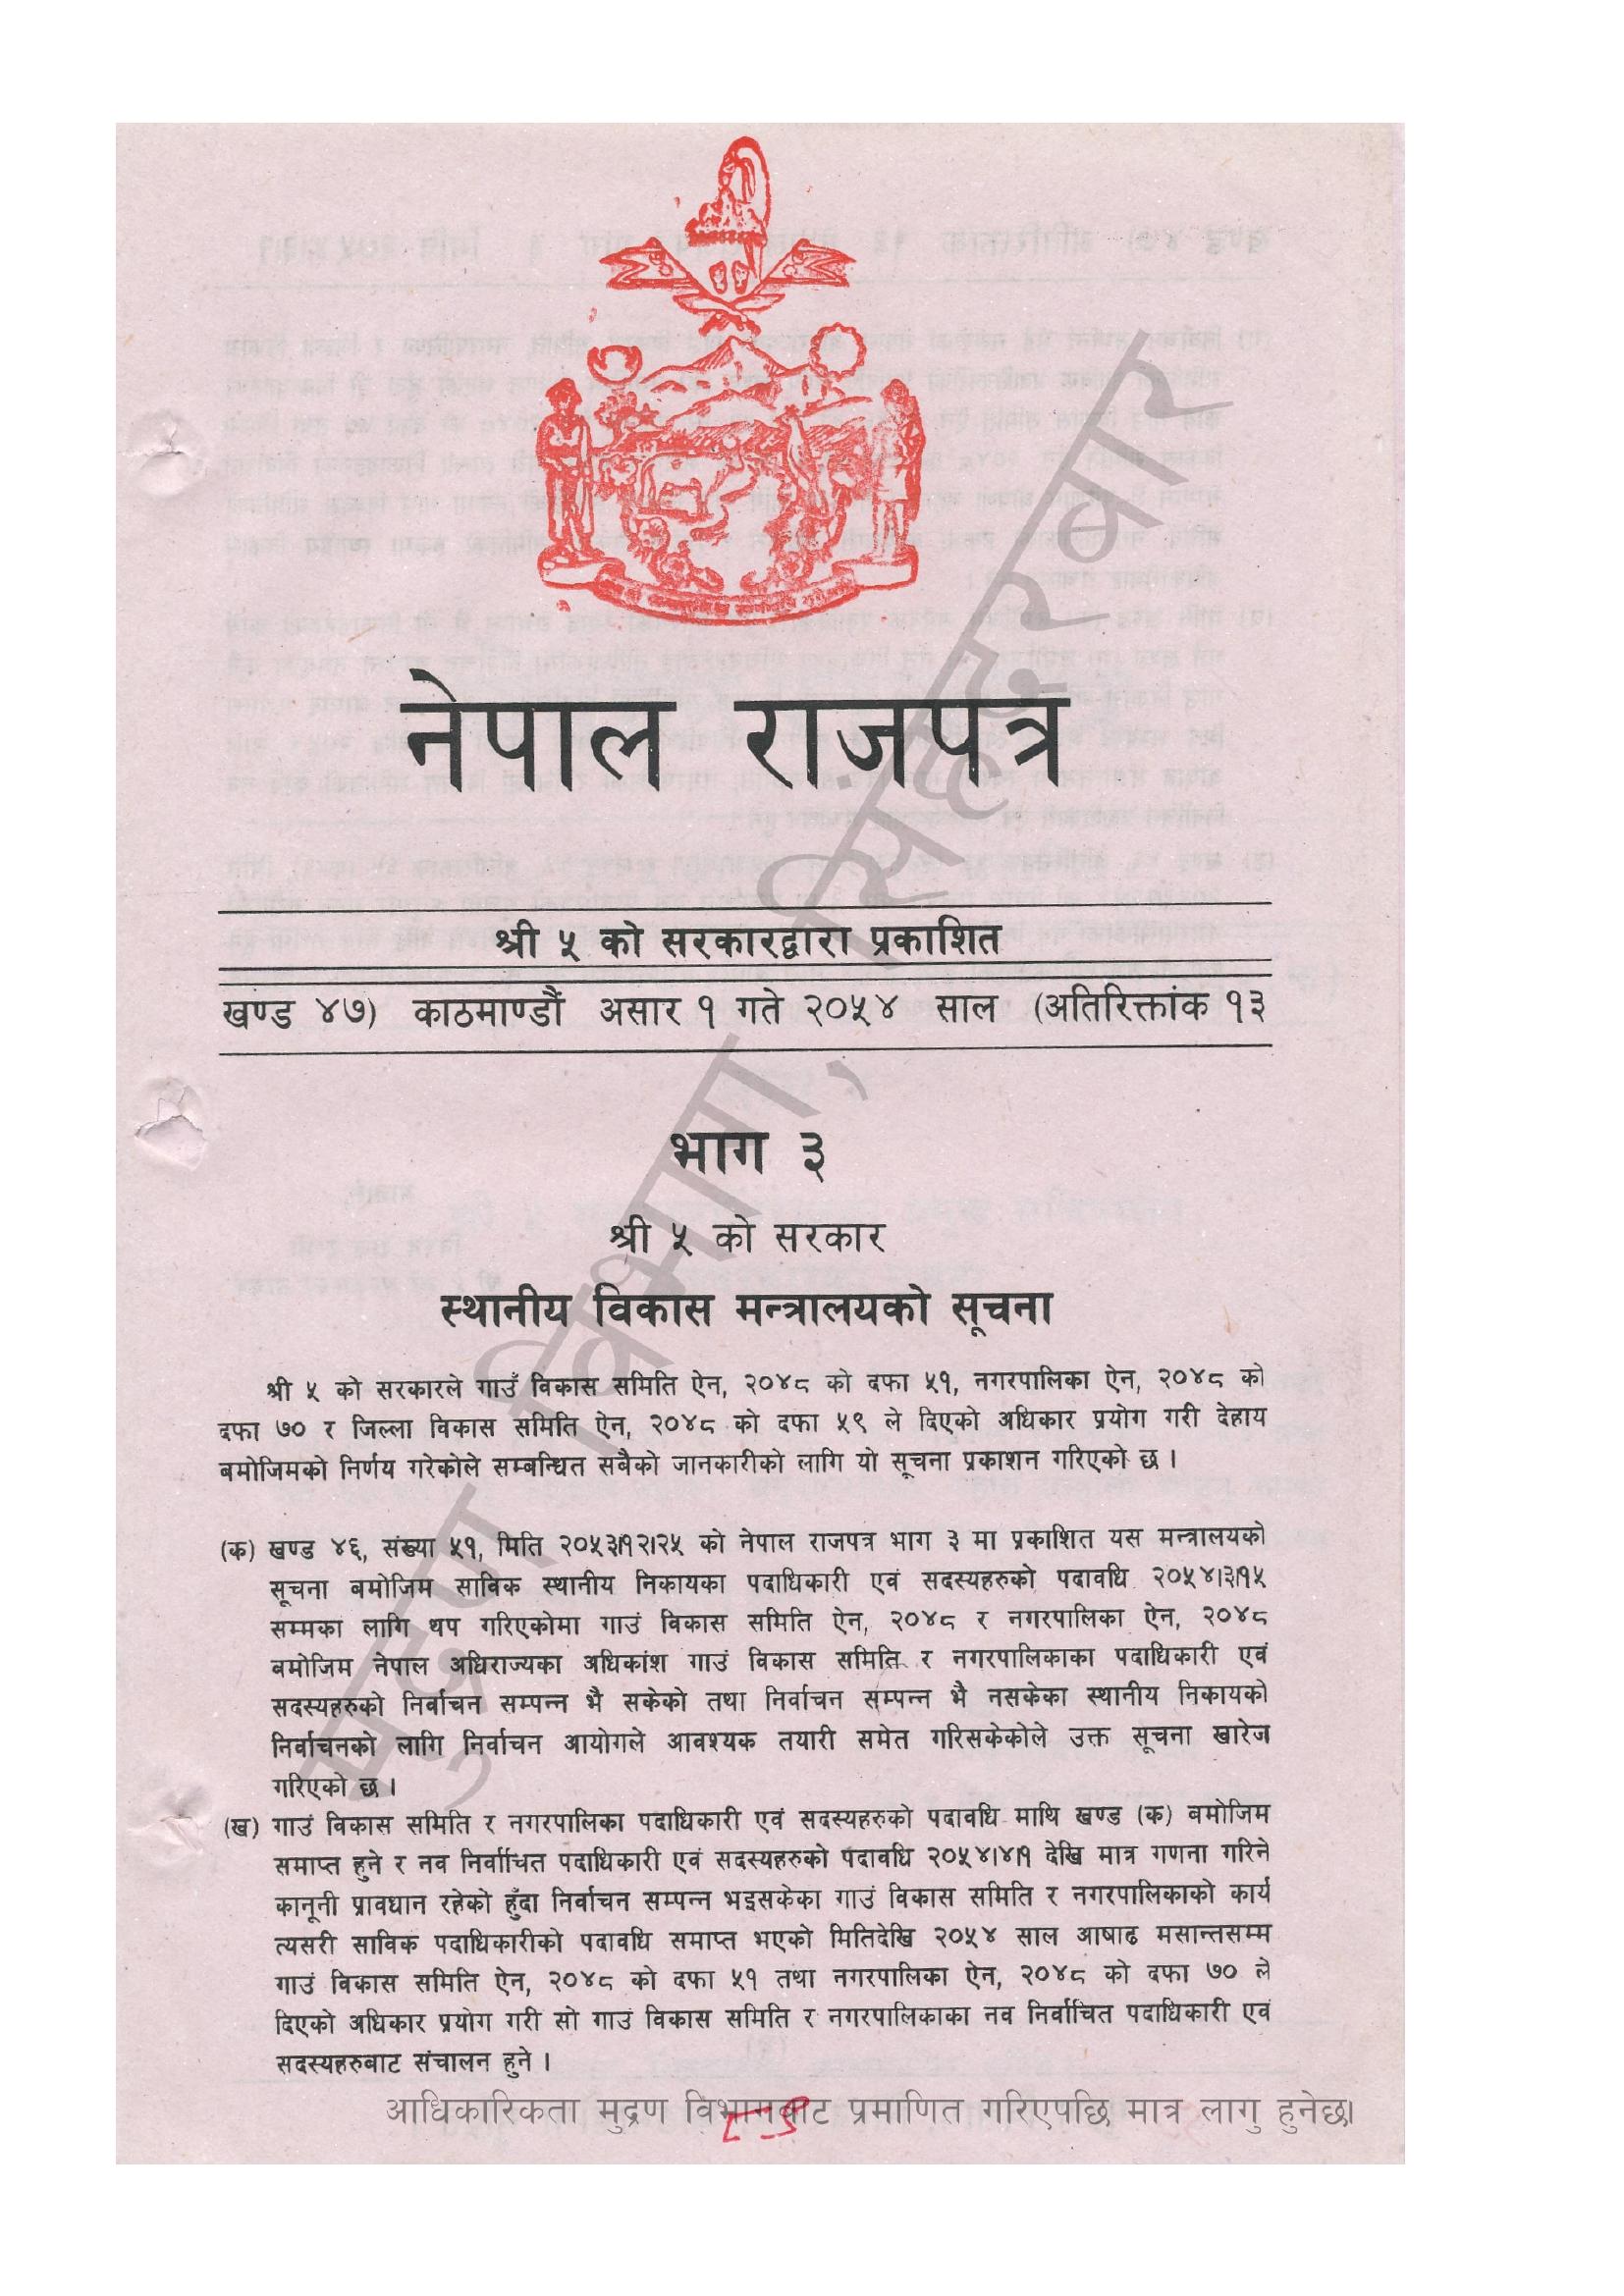 नेपाल राजपत्र
श्री ५ को सरकारद्वारा प्रकाशित
खण्ड ४७) काठमाण्डौं असार १ गते २०५४ साल (अतिरिक्तांक १३
भाग ३
श्री ५ को सरकार
स्थानीय विकास मन्त्रालयको सूचना
श्री ५ को सरकारले गाउँ विकास समिति ऐन, २०४८ को दफा ५१, नगरपालिका ऐन, २०४८ को
दफा ७० र जिल्ला विकास समिति ऐन, २०४८ को दफा ५९ ले दिएको अधिकार प्रयोग गरी देहाय
बमोजिमको निर्णय गरेकोले सम्बन्धित सबैको जानकारीको लागि यो सूचना प्रकाशन गरिएको छ ।
(क) खण्ड ४६, संख्या ५१, मिति २०५३।१२।२५ को नेपाल राजपत्र भाग ३ मा प्रकाशित यस मन्त्रालयको
सूचना बमोजिम साविक स्थानीय निकायका पदाधिकारी एवं सदस्यहरुको पदावधि २०५४।३।१५
सम्मका लागि थप गरिएकोमा गाउं विकास समिति ऐन, २०४८ र नगरपालिका ऐन, २०४८
बमोजिम नेपाल अधिराज्यका अधिकांश गाउं विकास समिति र नगरपालिकाका पदाधिकारी एवं
सदस्यहरुको निर्वाचन सम्पन्न भै सकेको तथा निर्वाचन सम्पन्न भै नसकेका स्थानीय निकायको
निर्वाचनको लागि निर्वाचन आयोगले आवश्यक तयारी समेत गरिसकेकोले उक्त सूचना खारेज
गरिएको छ ।
(ख) गाउं विकास समिति र नगरपालिका पदाधिकारी एवं सदस्यहरुको पदावधि माथि खण्ड (क) बमोजिम
समाप्त हुने र नव निर्वाचित पदाधिकारी एवं सदस्यहरुको पदावधि २०५४।४।१ देखि मात्र गणना गरिने
कानूनी प्रावधान रहेको हुँदा निर्वाचन सम्पन्न भइसकेका गाउं विकास समिति र नगरपालिकाको कार्य
त्यसरी साविक पदाधिकारीको पदावधि समाप्त भएको मितिदेखि २०५४ साल आषाढ मसान्तसम्म
गाउं विकास समिति ऐन, २०४८ को दफा ५१ तथा नगरपालिका ऐन, २०४८ को दफा ७० ले
दिएको अधिकार प्रयोग गरी सो गाउं विकास समिति र नगरपालिकाका नव निर्वाचित पदाधिकारी एवं
सदस्यहरुबाट संचालन हुने ।
मुद्रण विभाग, सिंहदरबार
आधिकारिकता मुद्रण विभागबाट प्रमाणित गरिएपछि मात्र लागु हुनेछ।